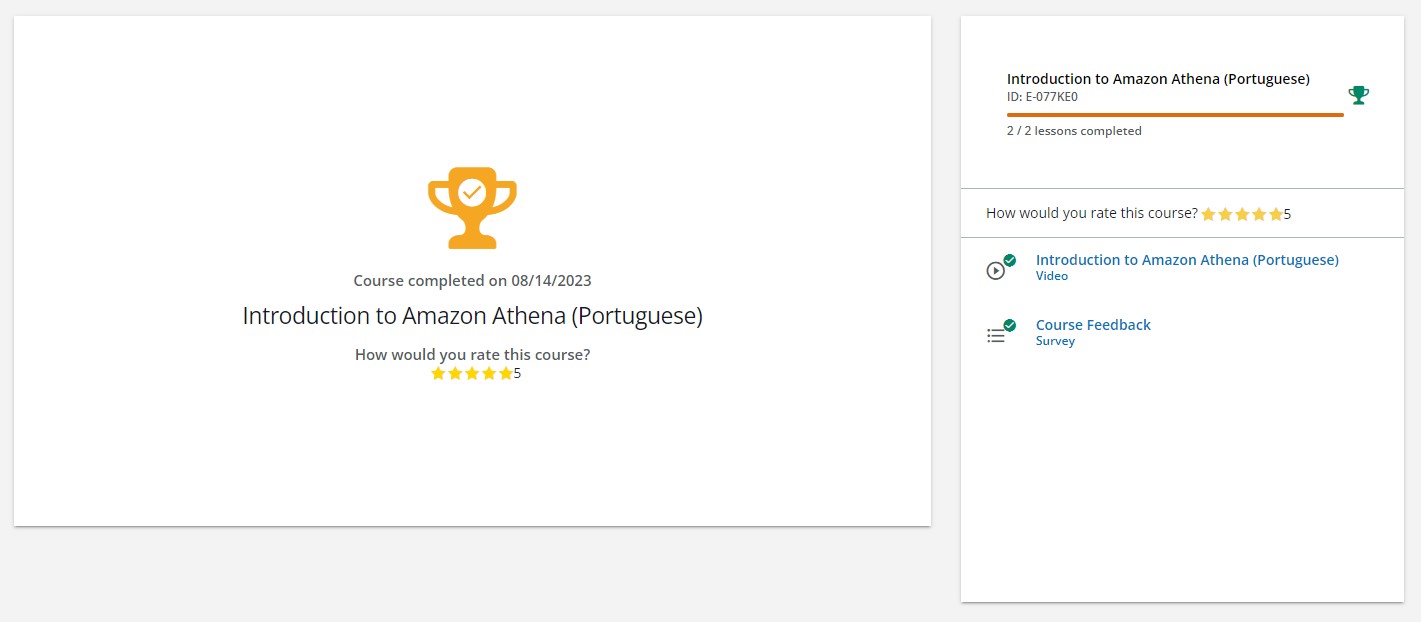 Course completed on 08/14/2023
Introduction to Amazon Athena (Portuguese)
How would you rate this course?
5
Introduction to Amazon Athena (Portuguese)
ID: E-077KE0
2 / 2 lessons completed
How would you rate this course? 5
Introduction to Amazon Athena (Portuguese)
Video
Course Feedback
Survey